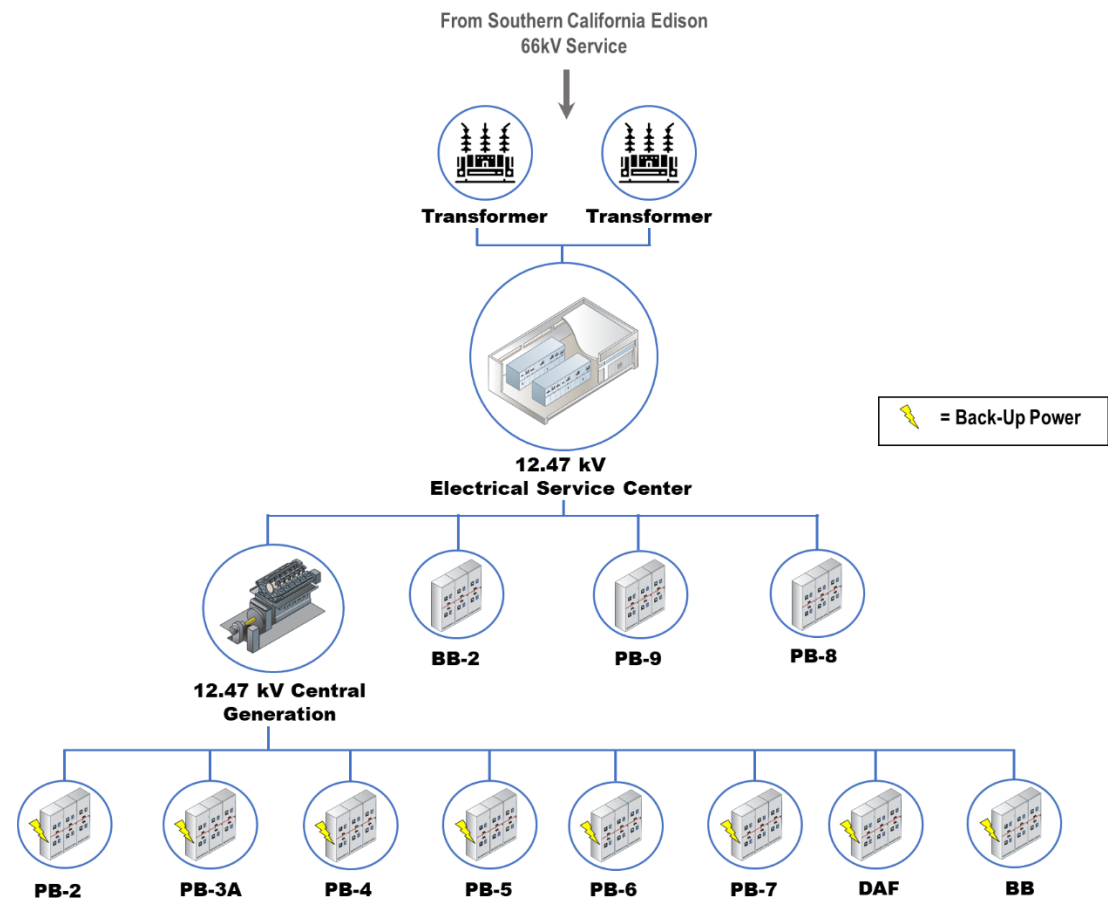 From Southern California Edison
66kV Service
Transformer
Transformer
= Back-Up Power
12.47 kV
Electrical Service Center
BB-2
PB-9
PB-8
12.47 kV Central
Generation
PB-2
PB-3A
PB-4
PB-5
PB-6
PB-7
DAF
BB